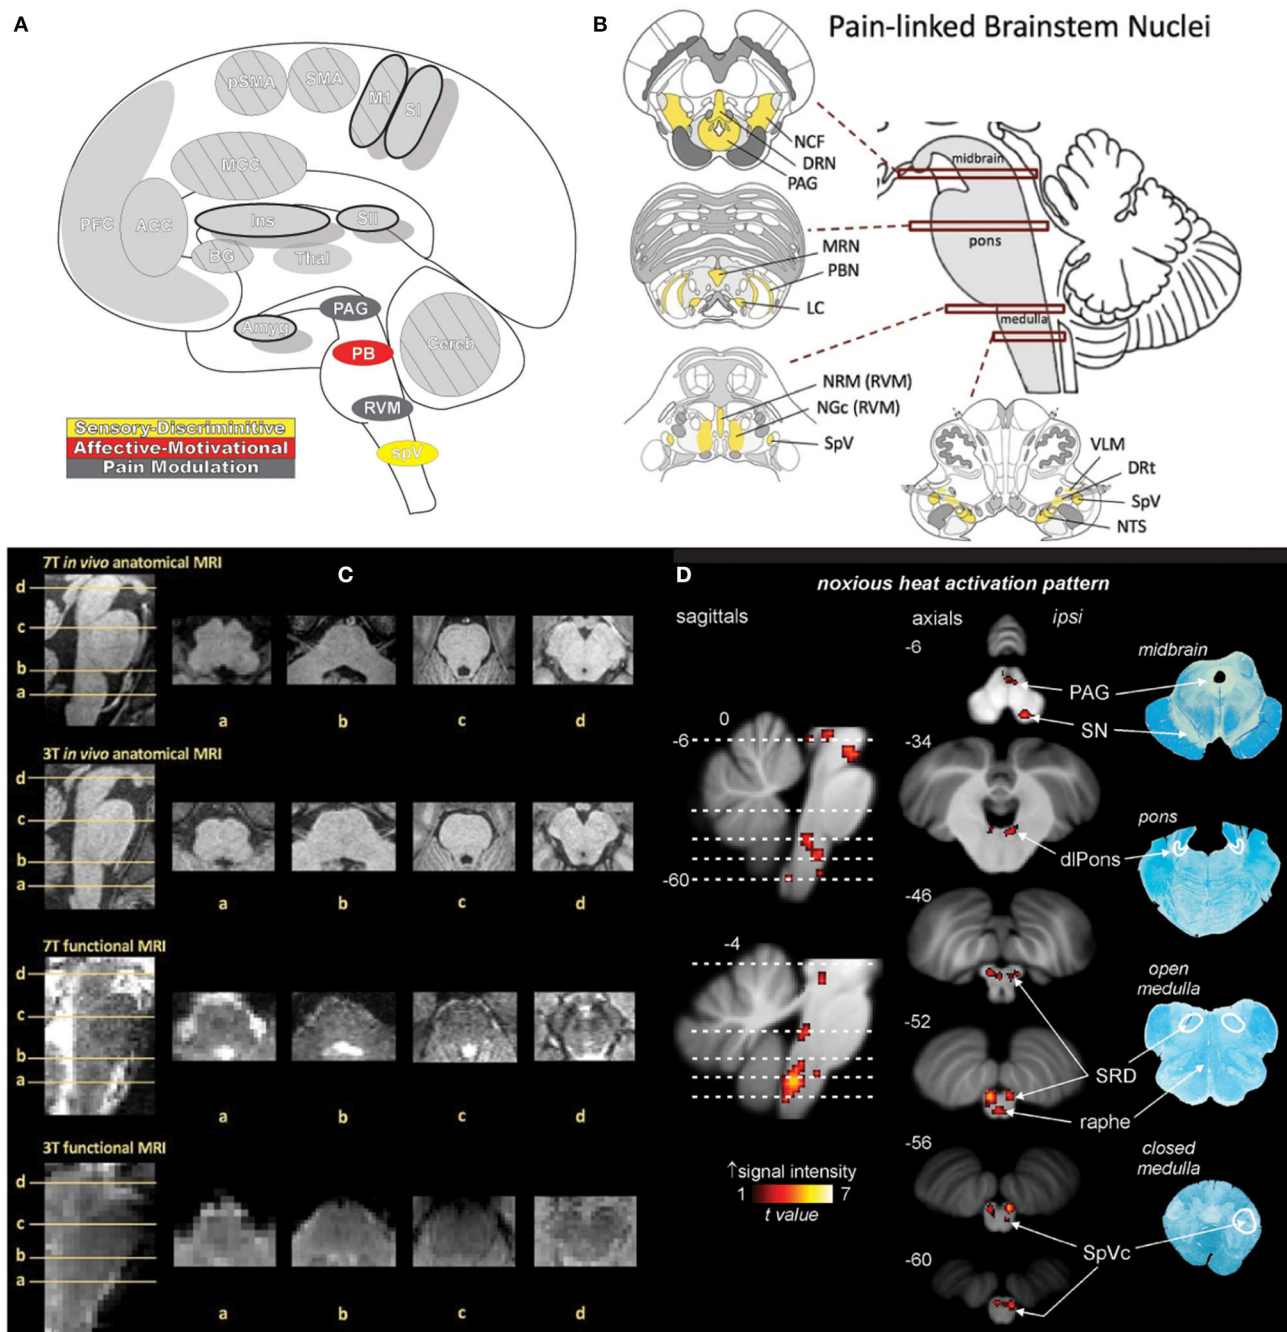 A
pSMA
SMA
M1
SI
MCC
PFC
ACC
Ins
SII
BG
Thal
PAG
Amyg
PB
Cereb
RVM
spV
Sensory-Discriminitive
Affective-Motivational
Pain Modulation
B
Pain-linked Brainstem Nuclei
NCF
DRN
PAG
midbrain
MRN
PBN
LC
pons
medulla
NRM (RVM)
NGc (RVM)
SpV
VLM
DRt
SpV
NTS
7T in vivo anatomical MRI
C
d
c
b
a
a
b
c
d
3T in vivo anatomical MRI
d
c
b
a
a
b
c
d
7T functional MRI
d
c
b
a
a
b
c
d
3T functional MRI
d
c
b
a
a
b
c
d
D
noxious heat activation pattern
sagittals
axials
ipsi
-6
midbrain
PAG
SN
0
-6
-34
pons
dlPons
-60
-46
-4
open
medulla
-52
SRD
raphe
-56
closed
medulla
↑signal intensity
1
7
t value
SpVc
-60